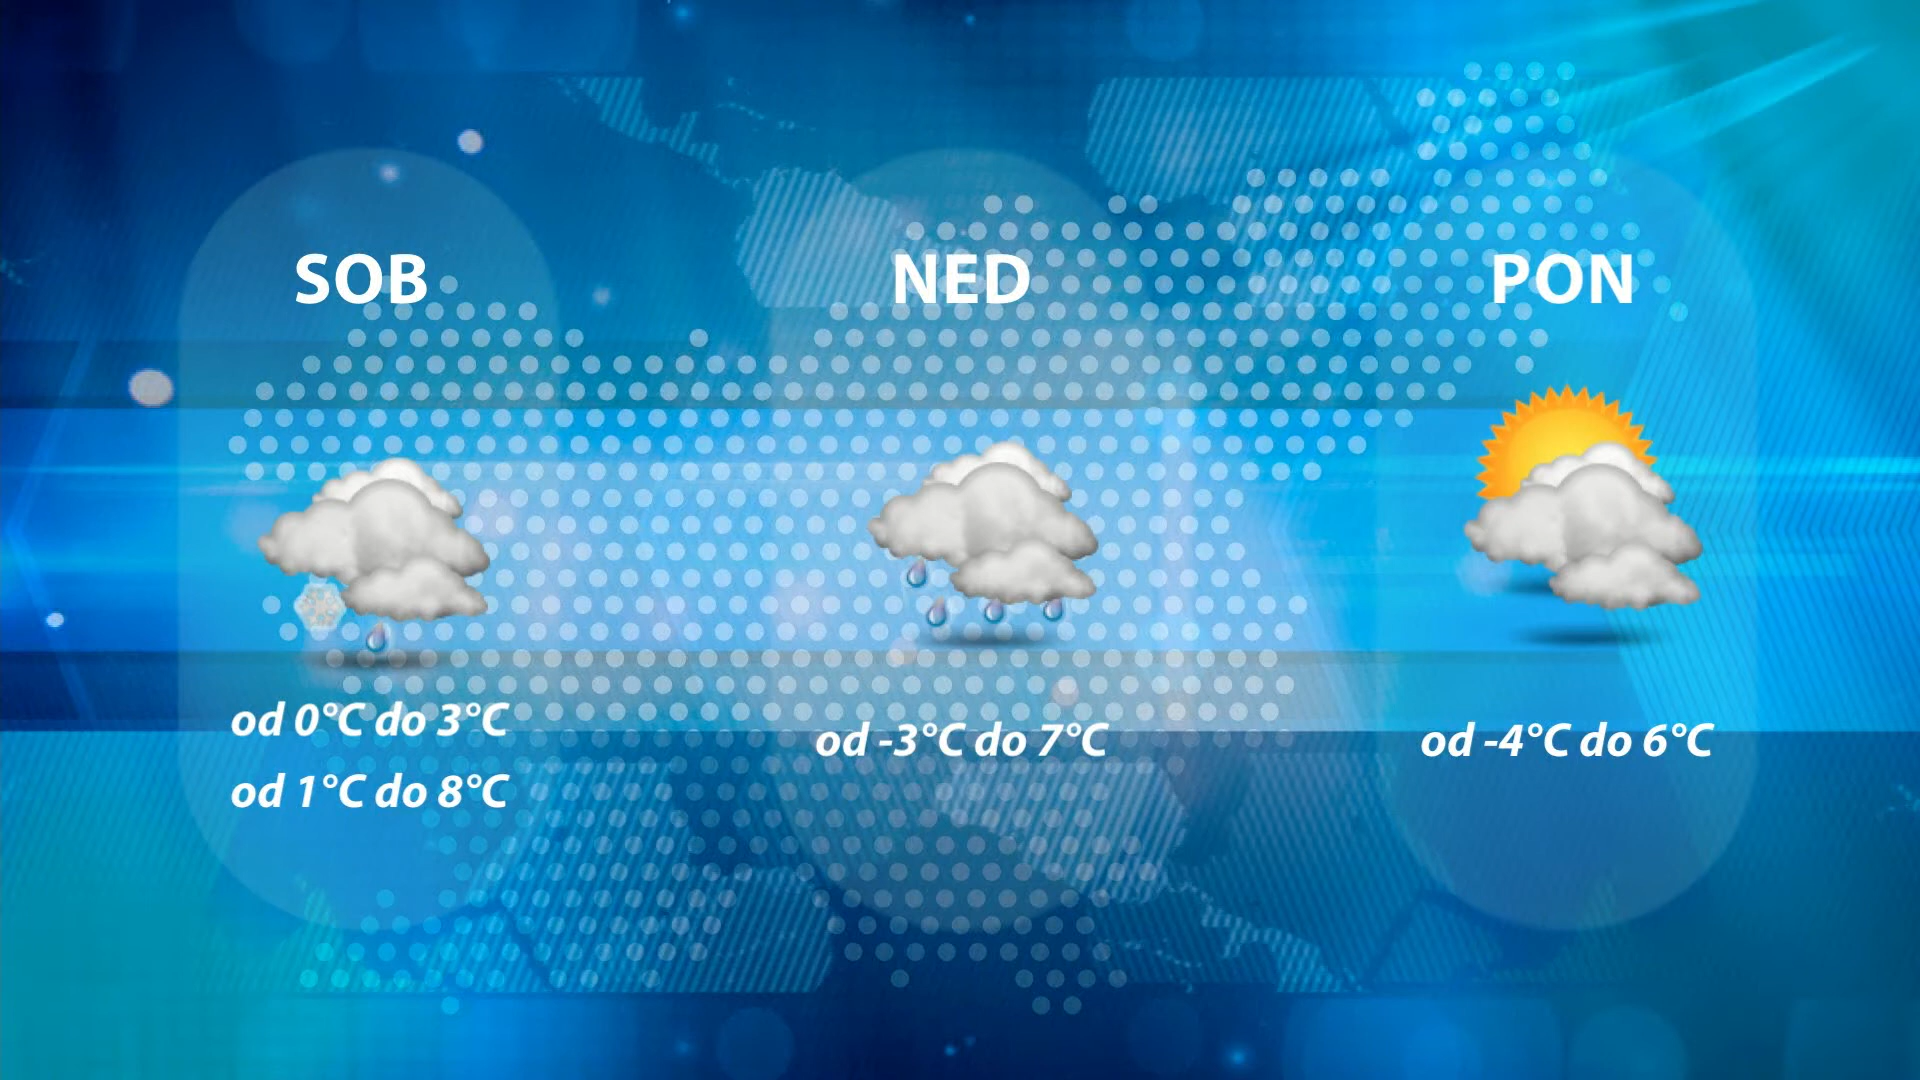 SOB
od 0°C do 3°C
od 1°C do 8°C
NED
od -3°C do 7°C
PON
od -4°C do 6°C